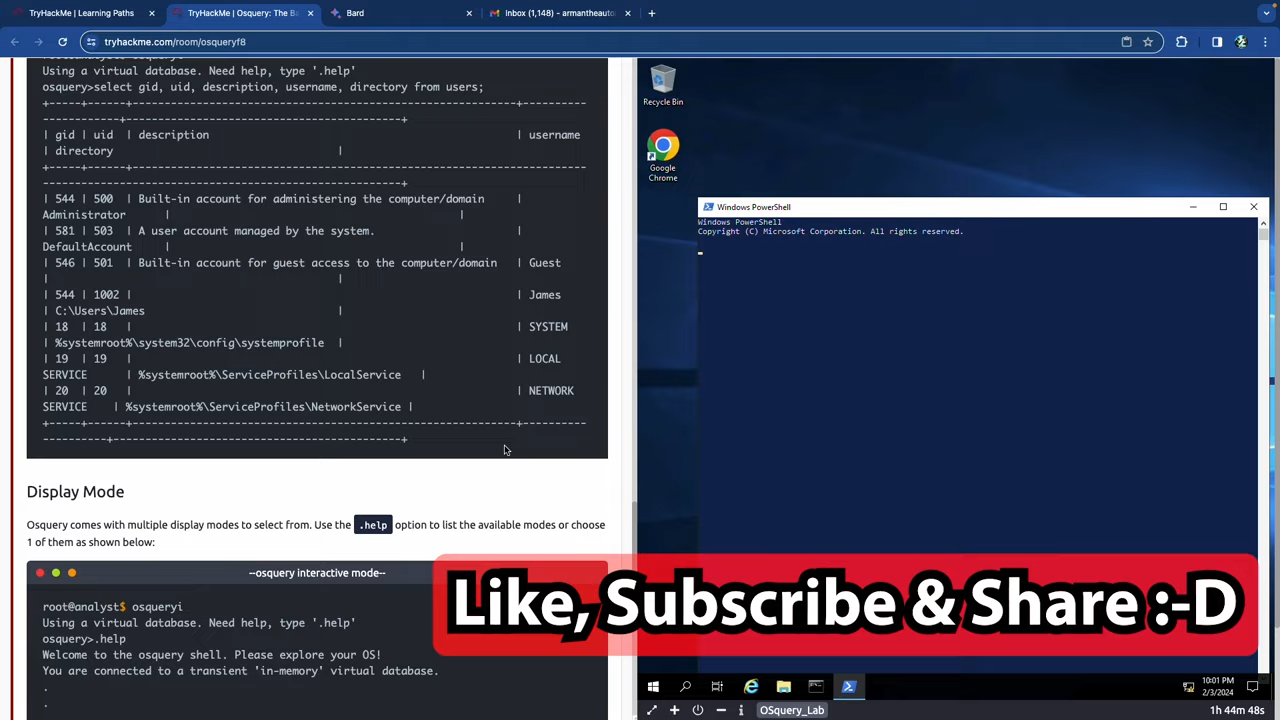 TryHackMe | Learning Paths
TryHackMe | Osquery: The Ba
Bard
Inbox (1,148) - armantheauto
tryhackme.com/room/osqueryf8
Using a virtual database. Need help, type '.help'
osquery>select gid, uid, description, username, directory from users;
+-----+------+-------------------------------------------------------------+----------
------------+-------------------------------------------+
| gid | uid | description | username
| directory |
+-----+------+-------------------------------------------------------------+----------
------------+-------------------------------------------+
| 544 | 500 | Built-in account for administering the computer/domain |
Administrator | |
| 581 | 503 | A user account managed by the system. |
DefaultAccount | |
| 546 | 501 | Built-in account for guest access to the computer/domain | Guest
| |
| 544 | 1002 | | James
| C:\Users\James |
| 18 | 18 | | SYSTEM
| %systemroot%\system32\config\systemprofile |
| 19 | 19 | | LOCAL
SERVICE | %systemroot%\ServiceProfiles\LocalService |
| 20 | 20 | | NETWORK
SERVICE | %systemroot%\ServiceProfiles\NetworkService |
+-----+------+-------------------------------------------------------------+----------
----------+-----------------------------------------------+
Display Mode
Osquery comes with multiple display modes to select from. Use the .help option to list the available modes or choose
1 of them as shown below:
--osquery interactive mode--
root@analyst$ osqueryi
Using a virtual database. Need help, type '.help'
osquery>.help
Welcome to the osquery shell. Please explore your OS!
You are connected to a transient 'in-memory' virtual database.
.
.
Recycle Bin
Google
Chrome
Windows PowerShell
Windows PowerShell
Copyright (C) Microsoft Corporation. All rights reserved.
Like, Subscribe & Share :-D
10:01 PM
2/3/2024
OSquery_Lab
1h 44m 48s